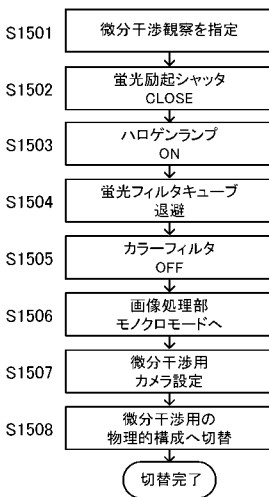 S1501 微分干渉観察を指定
S1502 蛍光励起シャッタ
CLOSE
S1503 ハロゲンランプ
ON
S1504 蛍光フィルタキューブ
退避
S1505 カラーフィルタ
OFF
S1506 画像処理部
モノクロモードへ
S1507 微分干渉用
カメラ設定
S1508 微分干渉用の
物理的構成へ切替
切替完了